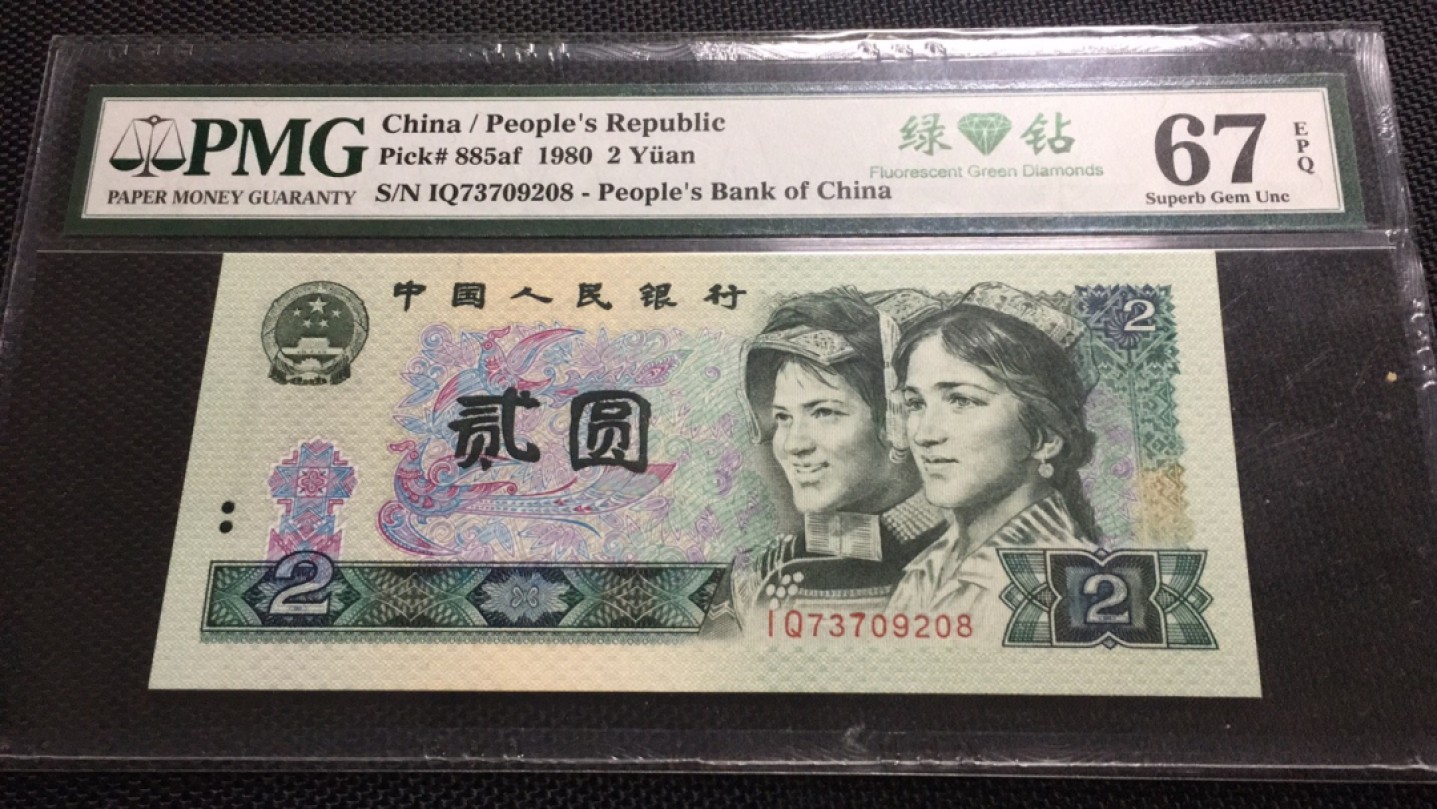 PMG
PAPER MONEY GUARANTY
China / People's Republic
Pick# 885af 1980 2 Yüan
S/N IQ73709208 - People's Bank of China
绿 钻
Fluorescent Green Diamonds
67
EPQ
Superb Gem Unc
中国人民银行
2
贰圆
2
2
IQ73709208